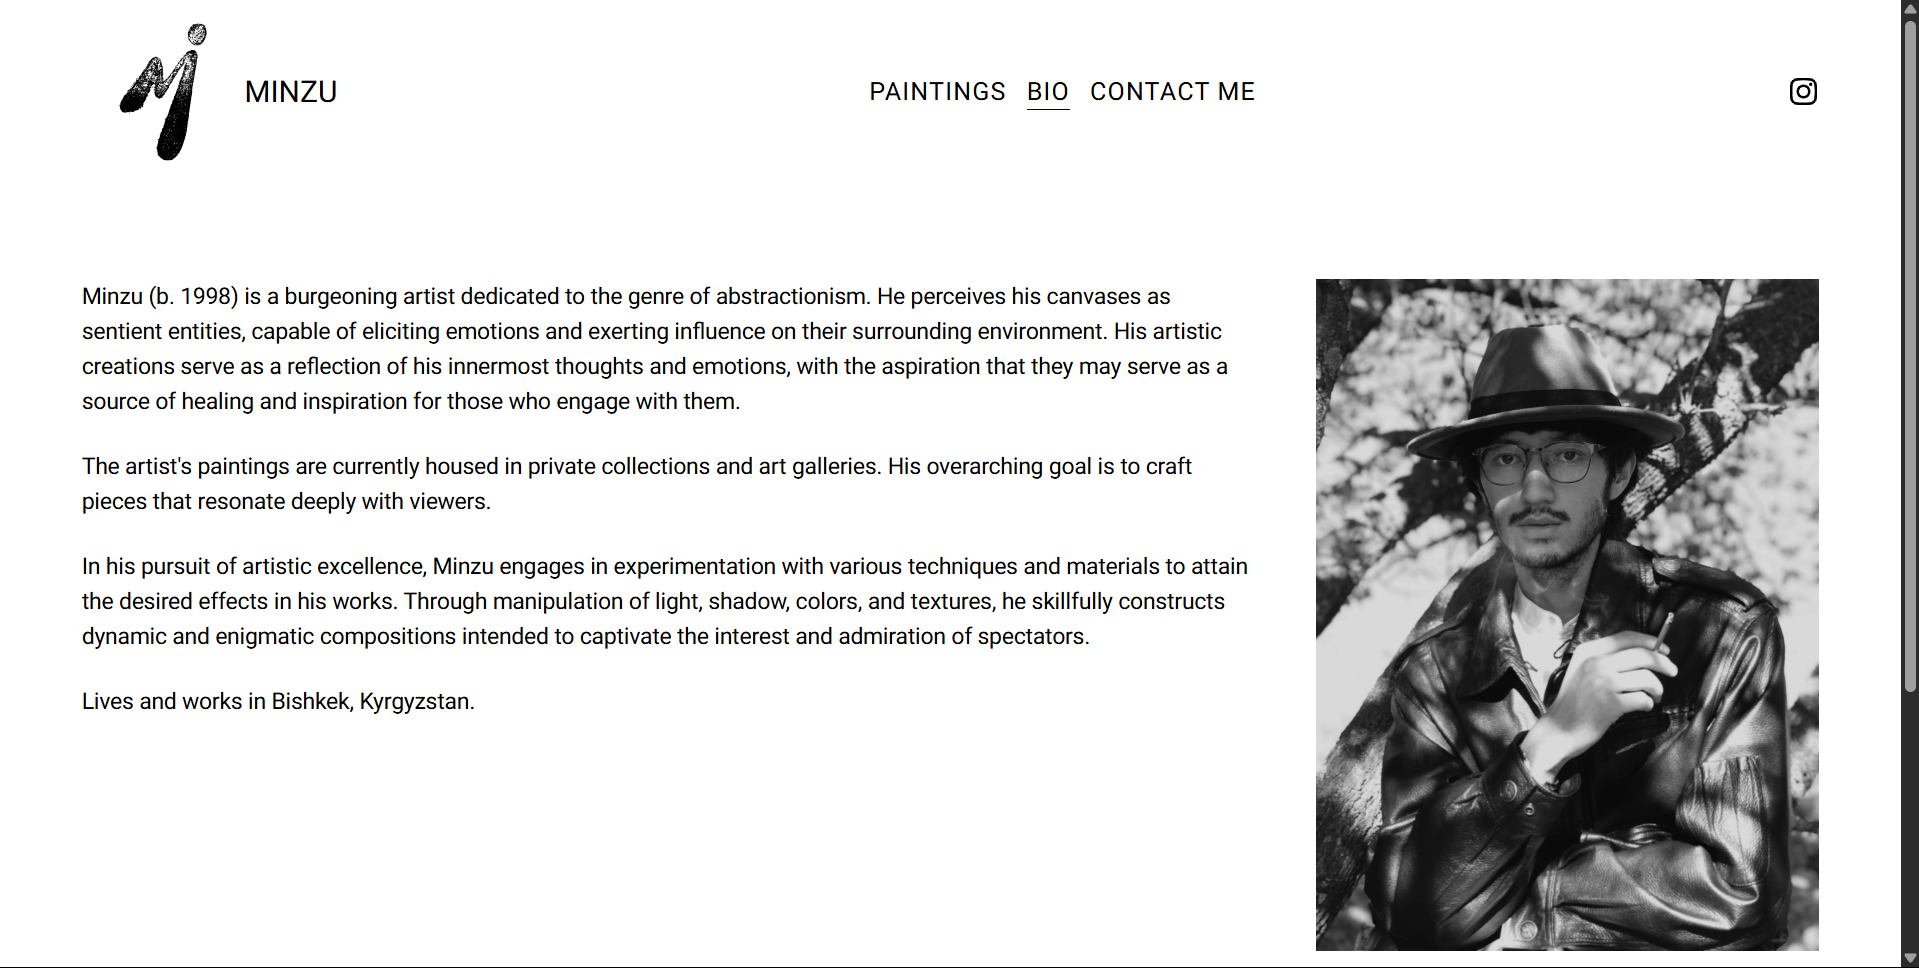 MINZU
PAINTINGS BIO CONTACT ME
Minzu (b. 1998) is a burgeoning artist dedicated to the genre of abstractionism. He perceives his canvases as
sentient entities, capable of eliciting emotions and exerting influence on their surrounding environment. His artistic
creations serve as a reflection of his innermost thoughts and emotions, with the aspiration that they may serve as a
source of healing and inspiration for those who engage with them.
The artist's paintings are currently housed in private collections and art galleries. His overarching goal is to craft
pieces that resonate deeply with viewers.
In his pursuit of artistic excellence, Minzu engages in experimentation with various techniques and materials to attain
the desired effects in his works. Through manipulation of light, shadow, colors, and textures, he skillfully constructs
dynamic and enigmatic compositions intended to captivate the interest and admiration of spectators.
Lives and works in Bishkek, Kyrgyzstan.